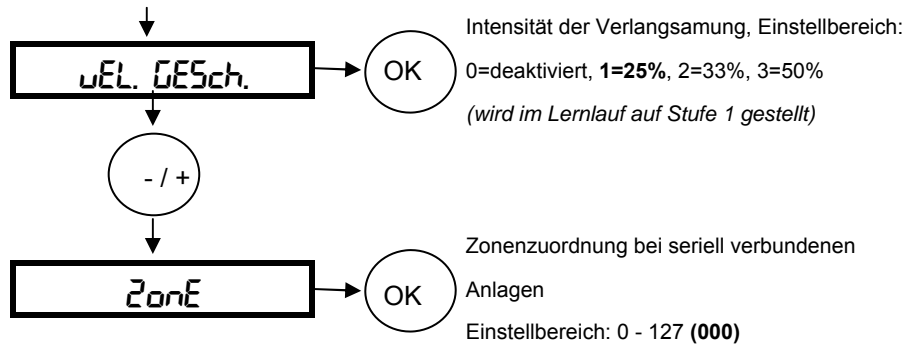 Intensität der Verlangsamung, Einstellbereich:
vEL. GESch.
OK
0=deaktiviert, 1=25%, 2=33%, 3=50%
(wird im Lernlauf auf Stufe 1 gestellt)
- / +
Zonenzuordnung bei seriell verbundenen
ZonE
OK
Anlagen
Einstellbereich: 0 - 127 (000)